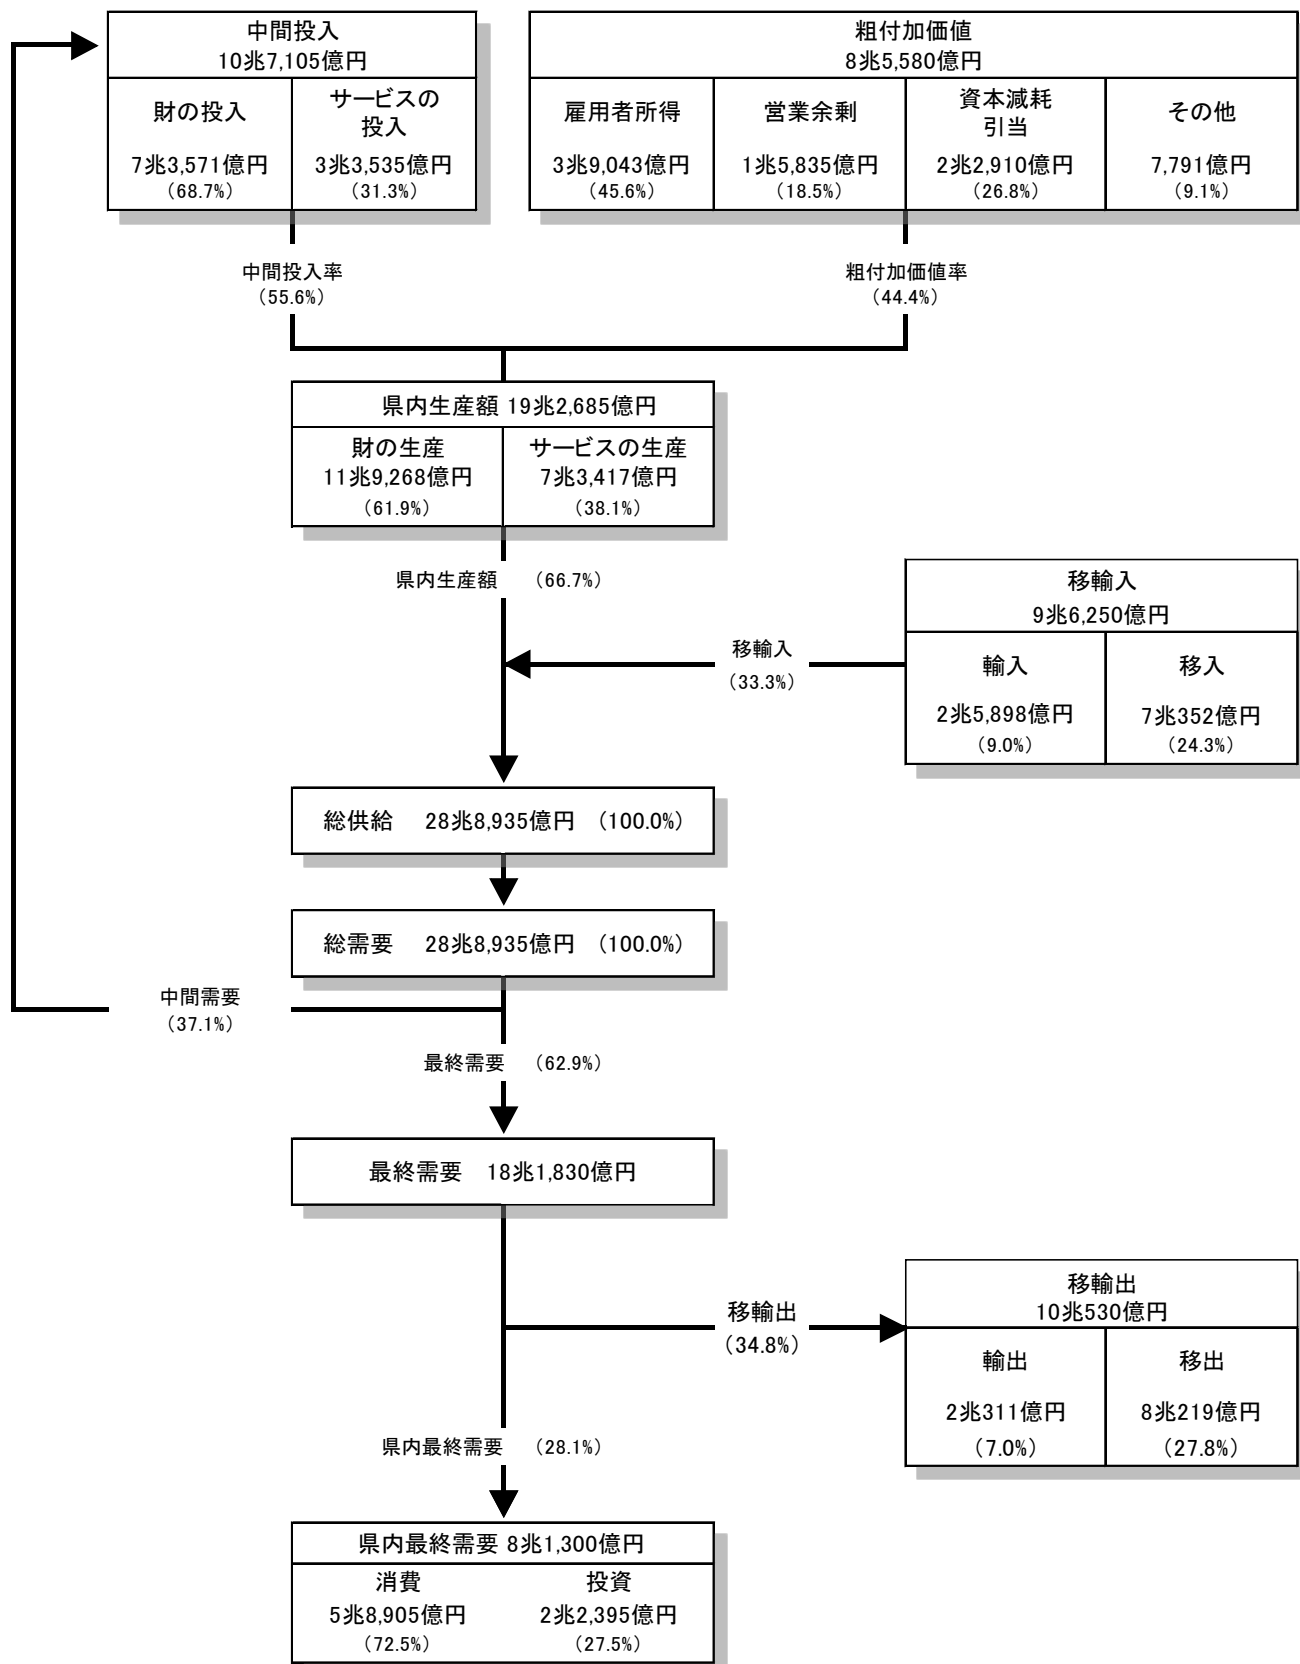 中間投入
10兆7,105億円
財の投入
7兆3,571億円
(68.7%)
サービスの
投入
3兆3,535億円
(31.3%)
粗付加価値
8兆5,580億円
雇用者所得
3兆9,043億円
(45.6%)
営業余剰
1兆5,835億円
(18.5%)
資本減耗
引当
2兆2,910億円
(26.8%)
その他
7,791億円
(9.1%)
中間投入率
(55.6%)
粗付加価値率
(44.4%)
県内生産額 19兆2,685億円
財の生産
11兆9,268億円
(61.9%)
サービスの生産
7兆3,417億円
(38.1%)
県内生産額 (66.7%)
移輸入
9兆6,250億円
輸入
2兆5,898億円
(9.0%)
移入
7兆352億円
(24.3%)
移輸入
(33.3%)
総供給 28兆8,935億円 (100.0%)
総需要 28兆8,935億円 (100.0%)
中間需要
(37.1%)
最終需要 (62.9%)
最終需要 18兆1,830億円
移輸出
(34.8%)
移輸出
10兆530億円
輸出
2兆311億円
(7.0%)
移出
8兆219億円
(27.8%)
県内最終需要 (28.1%)
県内最終需要 8兆1,300億円
消費
5兆8,905億円
(72.5%)
投資
2兆2,395億円
(27.5%)